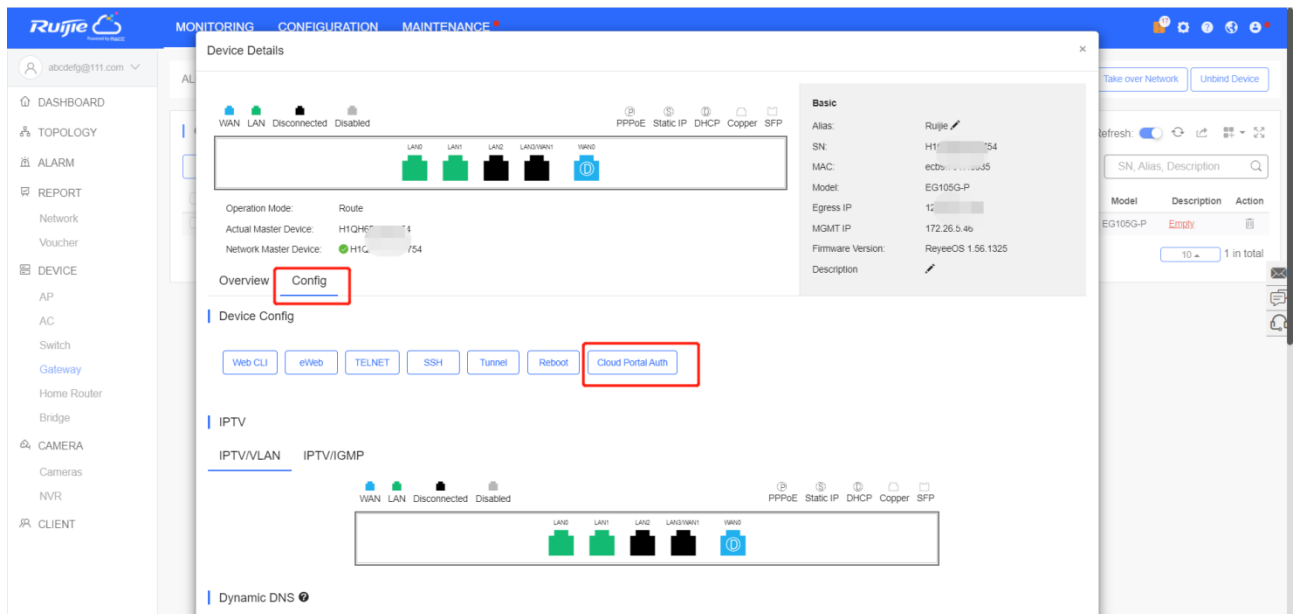 Ruijie
MONITORING CONFIGURATION MAINTENANCE
17
abcdefg@111.com
DASHBOARD
TOPOLOGY
ALARM
REPORT
Network
Voucher
DEVICE
AP
AC
Switch
Gateway
Home Router
Bridge
CAMERA
Cameras
NVR
CLIENT
AL
Device Details
×
WAN LAN Disconnected Disabled
PPPoE Static IP DHCP Copper SFP
LAN0 LAN1 LAN2 LAN3/WAN1 WAN0
Operation Mode: Route
Actual Master Device:
Network Master Device:
Basic
Alias: Ruijie
SN: H1 54
MAC:
Model: EG105G-P
Egress IP 12
MGMT IP 172.26.5.46
Firmware Version: ReyeeOS 1.56.1325
Description
Overview Config
Device Config
Web CLI eWeb TELNET SSH Tunnel Reboot Cloud Portal Auth
IPTV
IPTV/VLAN IPTV/IGMP
WAN LAN Disconnected Disabled
PPPoE Static IP DHCP Copper SFP
LAN0 LAN1 LAN2 LAN3/WAN1 WAN0
Dynamic DNS
Take over Network Unbind Device
efresh:
SN, Alias, Description
Model Description Action
EG105G-P Empty
10 1 in total